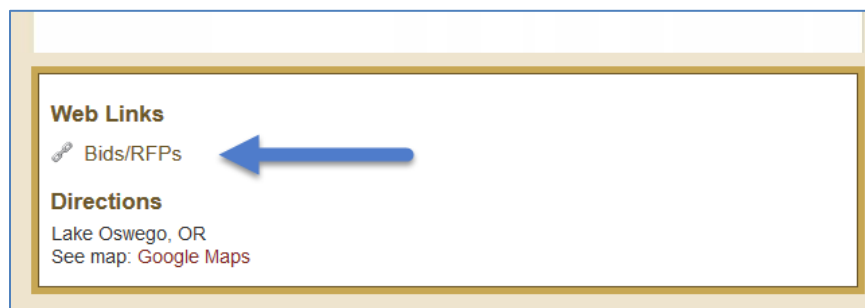 Web Links
Bids/RFPs
Directions
Lake Oswego, OR
See map: Google Maps